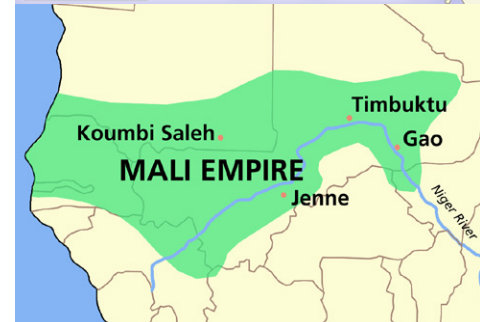 Timbuktu
Koumbi Saleh
Gao
MALI EMPIRE
Jenne
Niger River